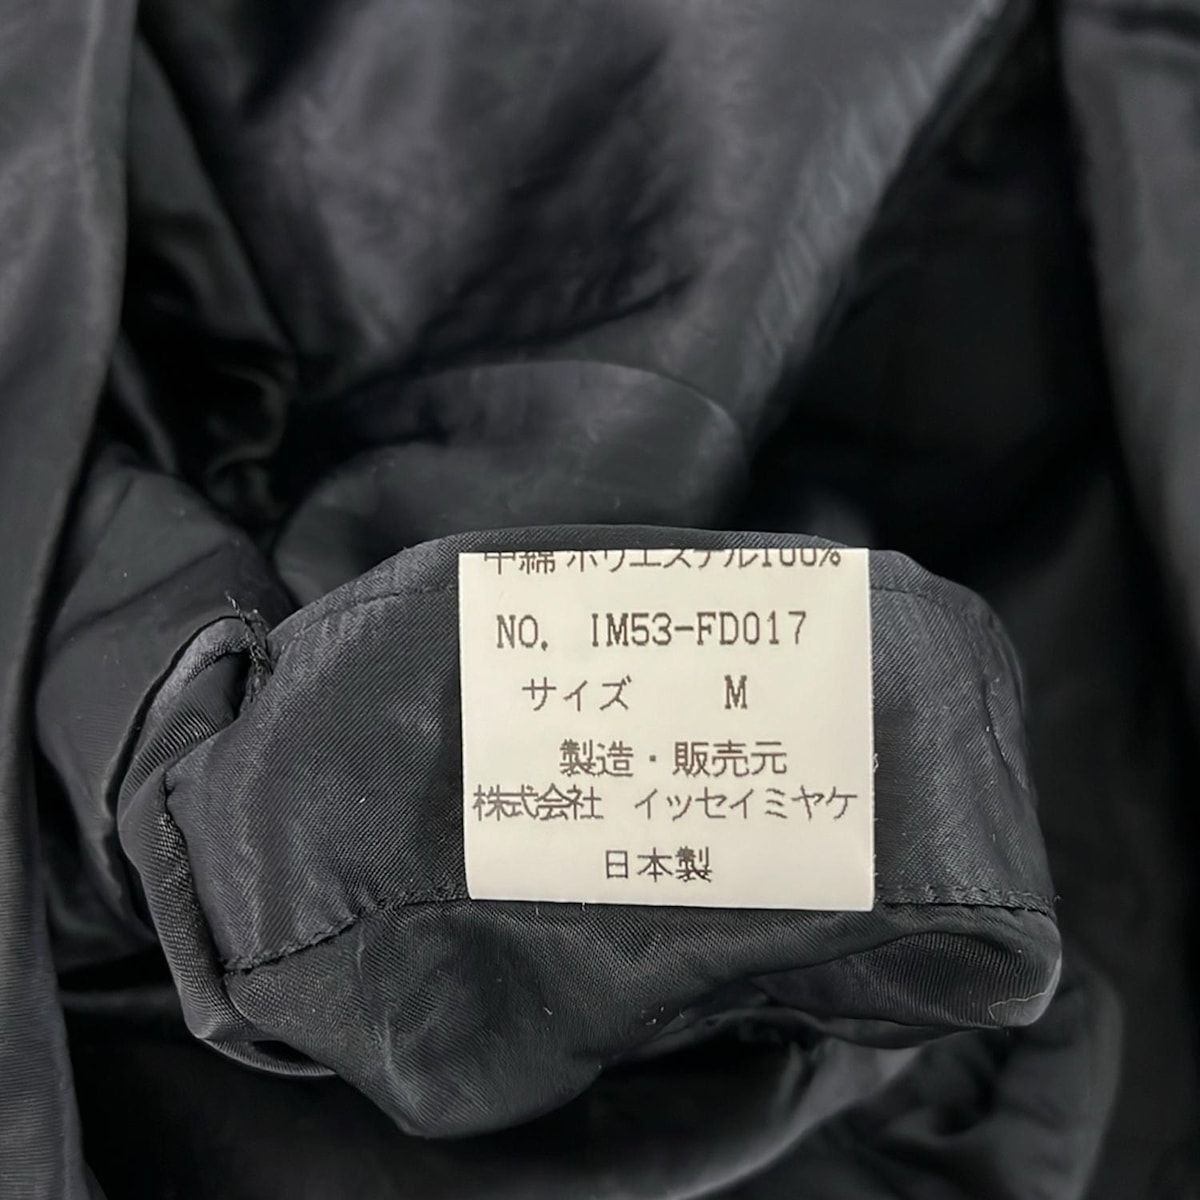 中綿 ポリエステル100%
NO. IM53-FD017
サイズ M
製造・販売元
株式会社 イッセイミヤケ
日本製